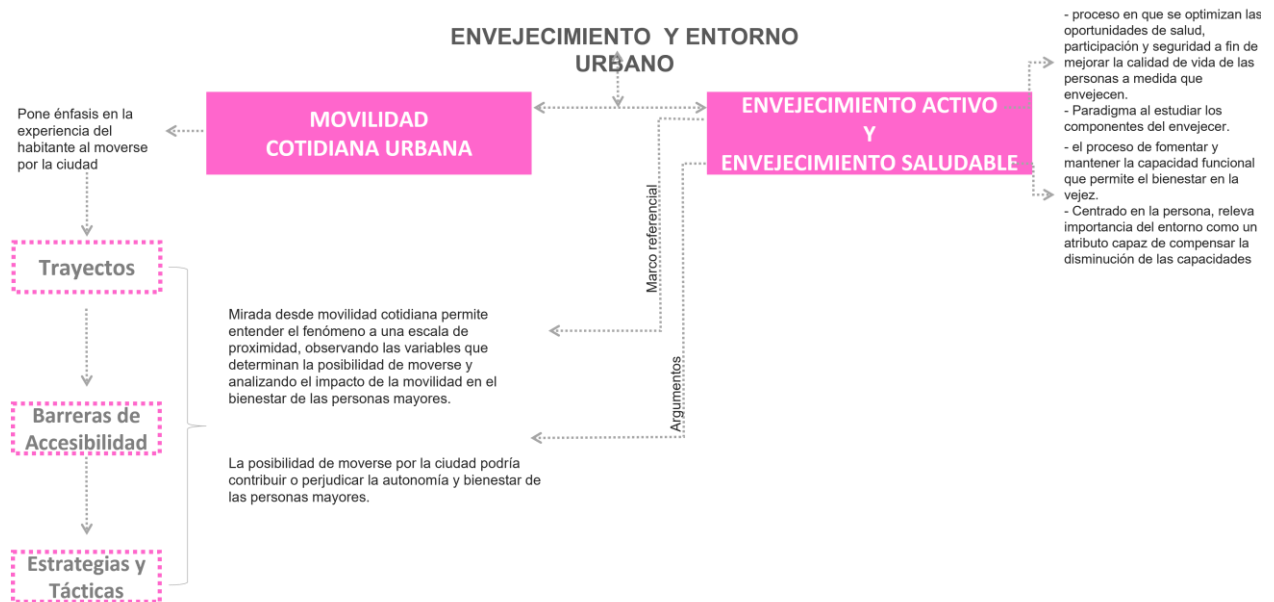 ENVEJECIMIENTO Y ENTORNO
URBANO
MOVILIDAD
COTIDIANA URBANA
ENVEJECIMIENTO ACTIVO
Y
ENVEJECIMIENTO SALUDABLE
- proceso en que se optimizan las
oportunidades de salud,
participación y seguridad a fin de
mejorar la calidad de vida de las
personas a medida que
envejecen.
- Paradigma al estudiar los
componentes del envejecer.
- el proceso de fomentar y
mantener la capacidad funcional
que permite el bienestar en la
vejez.
- Centrado en la persona, releva
importancia del entorno como un
atributo capaz de compensar la
disminución de las capacidades
Pone énfasis en la
experiencia del
habitante al moverse
por la ciudad
Trayectos
Barreras de
Accesibilidad
Estrategias y
Tácticas
Marco referencial
Mirada desde movilidad cotidiana permite
entender el fenómeno a una escala de
proximidad, observando las variables que
determinan la posibilidad de moverse y
analizando el impacto de la movilidad en el
bienestar de las personas mayores.
Argumentos
La posibilidad de moverse por la ciudad podría
contribuir o perjudicar la autonomía y bienestar de
las personas mayores.